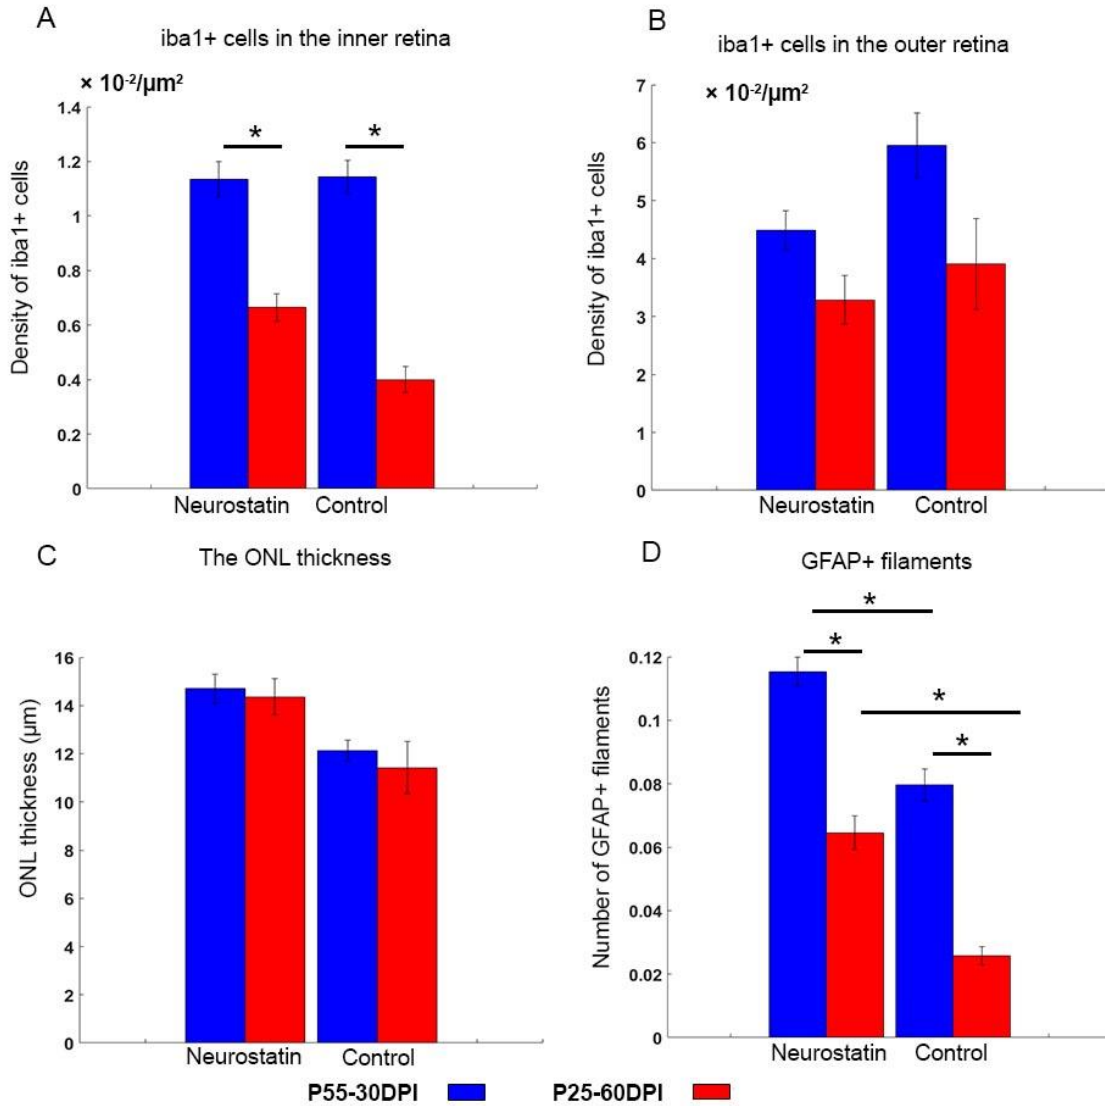 A
iba1+ cells in the inner retina
× 10-2/µm2
Density of iba1+ cells
1.4
1.2
1
0.8
0.6
0.4
0.2
0
*
*
Neurostatin
Control
B
iba1+ cells in the outer retina
× 10-2/µm2
Density of iba1+ cells
7
6
5
4
3
2
1
0
Neurostatin
Control
C
The ONL thickness
ONL thickness (µm)
16
14
12
10
8
6
4
2
0
Neurostatin
Control
D
GFAP+ filaments
Number of GFAP+ filaments
0.12
0.1
0.08
0.06
0.04
0.02
0
*
*
*
*
Neurostatin
Control
P55-30DPI
P25-60DPI